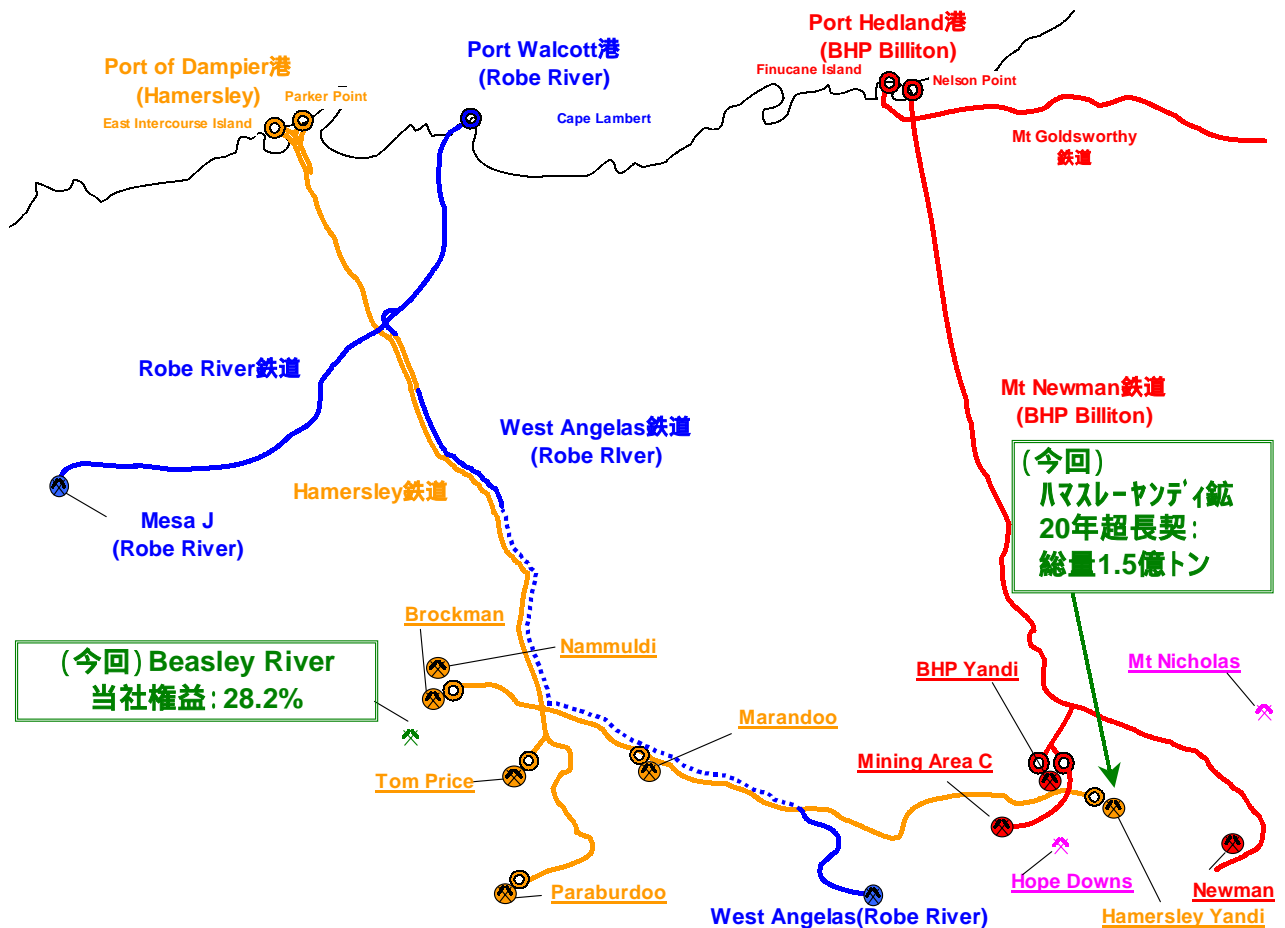 Port Hedland港
(BHP Billiton)
Port Walcott港
(Robe River)
Port of Dampier港
(Hamersley)
Finucane Island
Nelson Point
Parker Point
East Intercourse Island
Cape Lambert
Mt Goldsworthy
鉄道
Robe River鉄道
Mt Newman鉄道
(BHP Billiton)
West Angelas鉄道
(Robe RIver)
Hamersley鉄道
(今回)
ハマスレーヤンディ鉱
20年超長契:
総量1.5億トン
Mesa J
(Robe River)
Brockman
Nammuldi
(今回) Beasley River
当社権益: 28.2%
BHP Yandi
Mt Nicholas
Marandoo
Mining Area C
Tom Price
Paraburdoo
Hope Downs
Newman
West Angelas(Robe River)
Hamersley Yandi